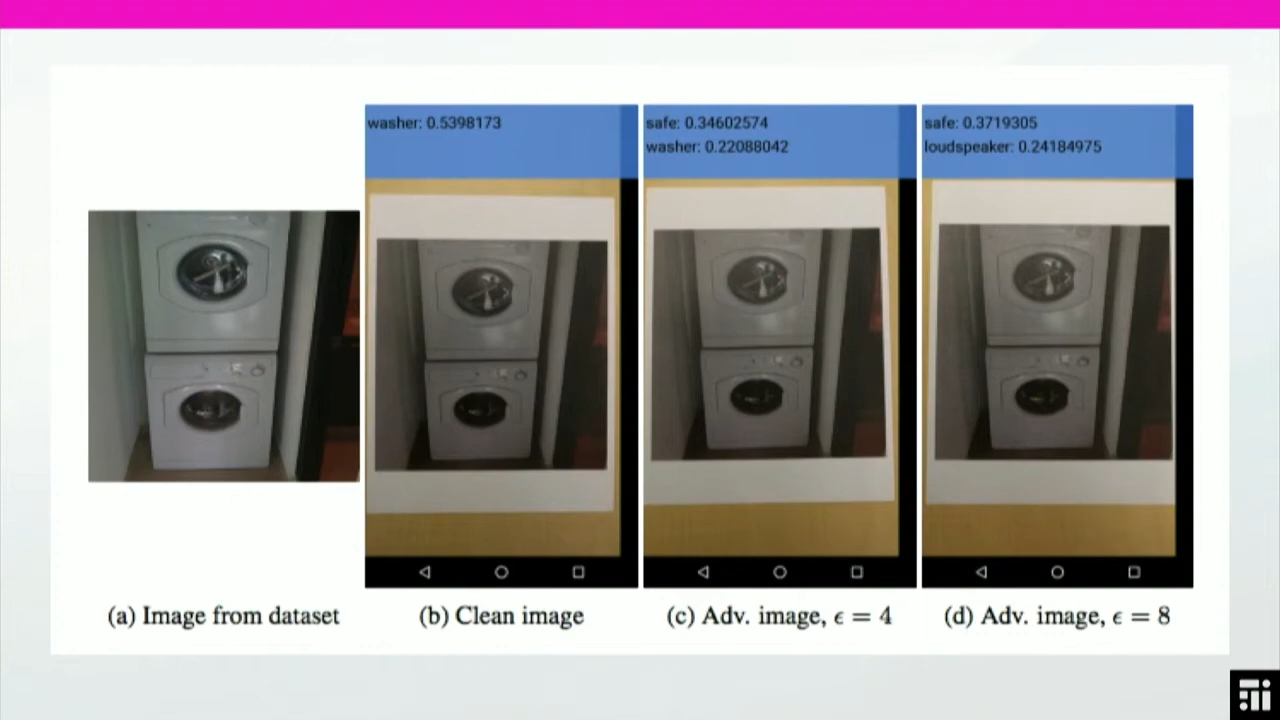 washer: 0.5398173
safe: 0.34602574
washer: 0.22088042
safe: 0.3719305
loudspeaker: 0.24184975
(a) Image from dataset
(b) Clean image
(c) Adv. image, ϵ = 4
(d) Adv. image, ϵ = 8